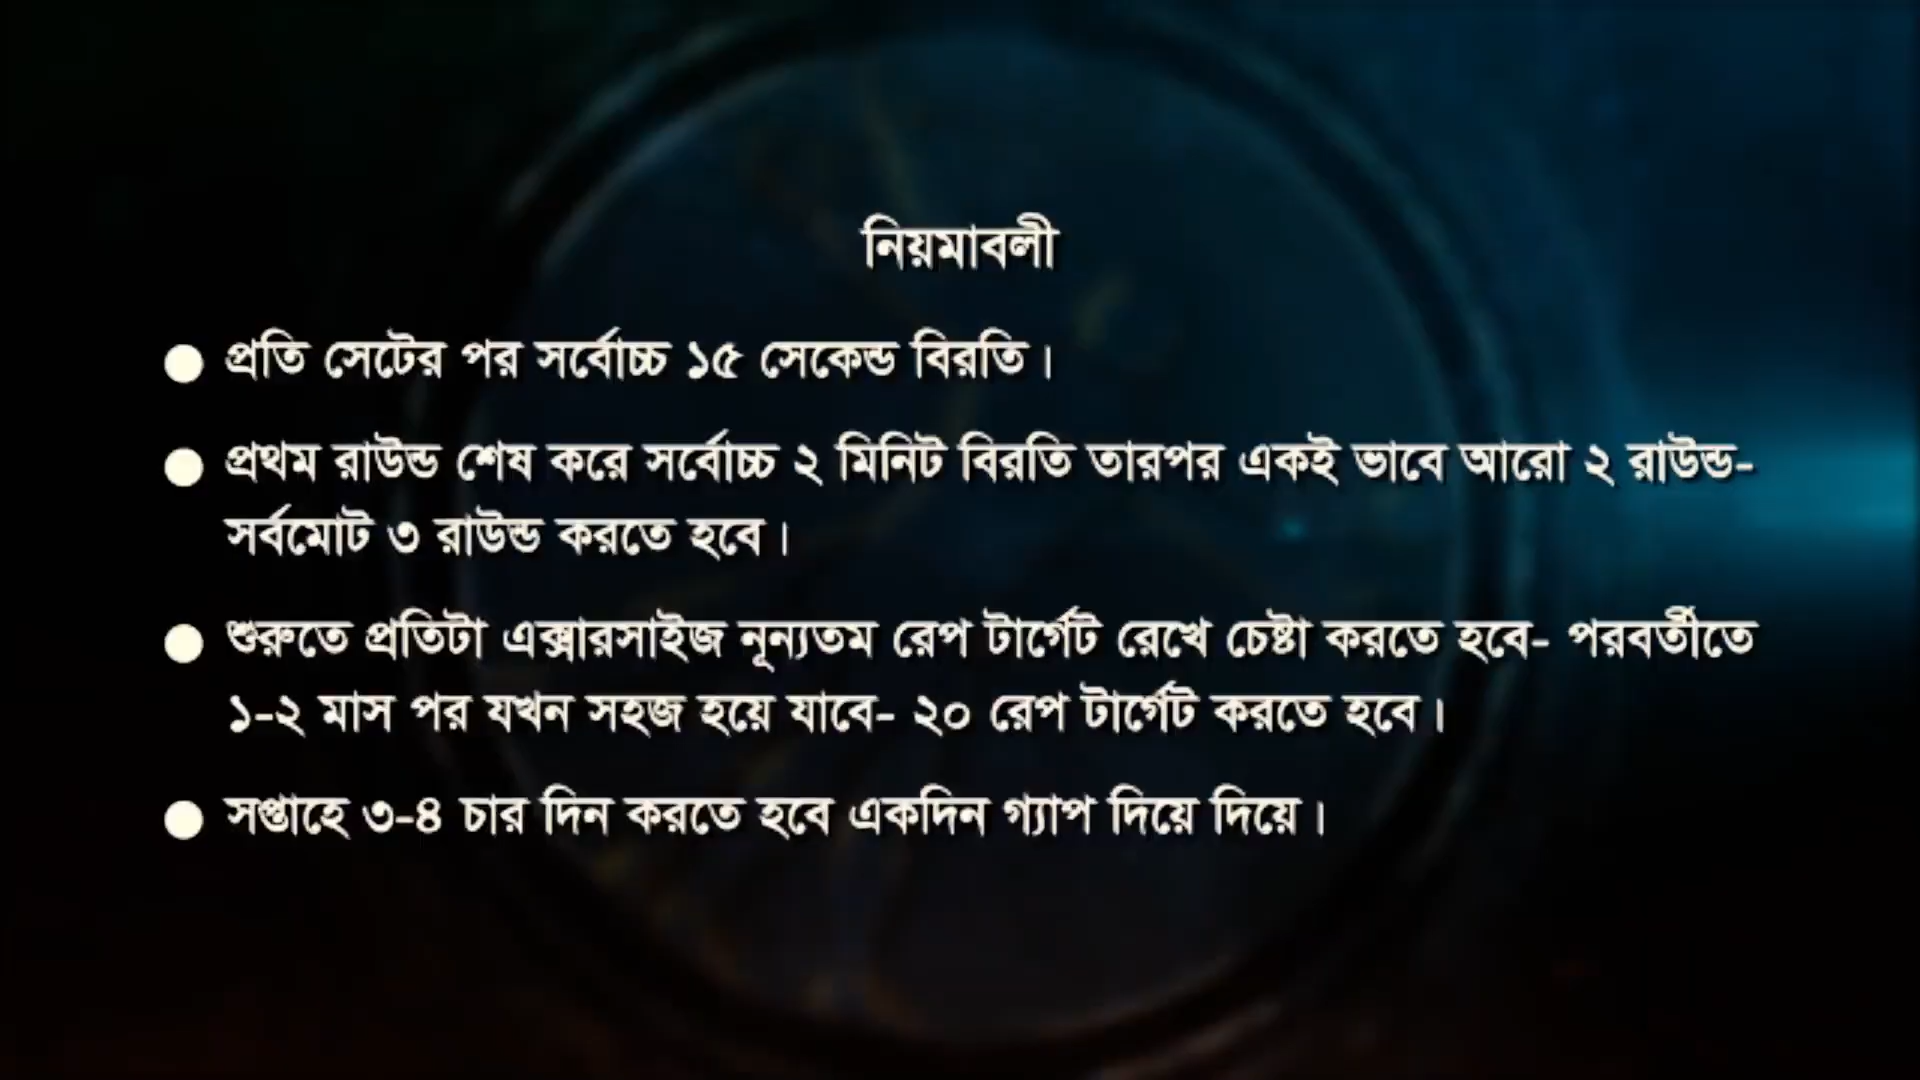 নিয়মাবলী
● প্রতি সেটের পর সর্বোচ্চ ১৫ সেকেন্ড বিরতি।
● প্রথম রাউন্ড শেষ করে সর্বোচ্চ ২ মিনিট বিরতি তারপর একই ভাবে আরো ২ রাউন্ড-
সর্বমোট ৩ রাউন্ড করতে হবে।
● শুরুতে প্রতিটা এক্সারসাইজ নূন্যতম রেপ টার্গেট রেখে চেষ্টা করতে হবে- পরবর্তীতে
১-২ মাস পর যখন সহজ হয়ে যাবে- ২০ রেপ টার্গেট করতে হবে।
● সপ্তাহে ৩-৪ চার দিন করতে হবে একদিন গ্যাপ দিয়ে দিয়ে।